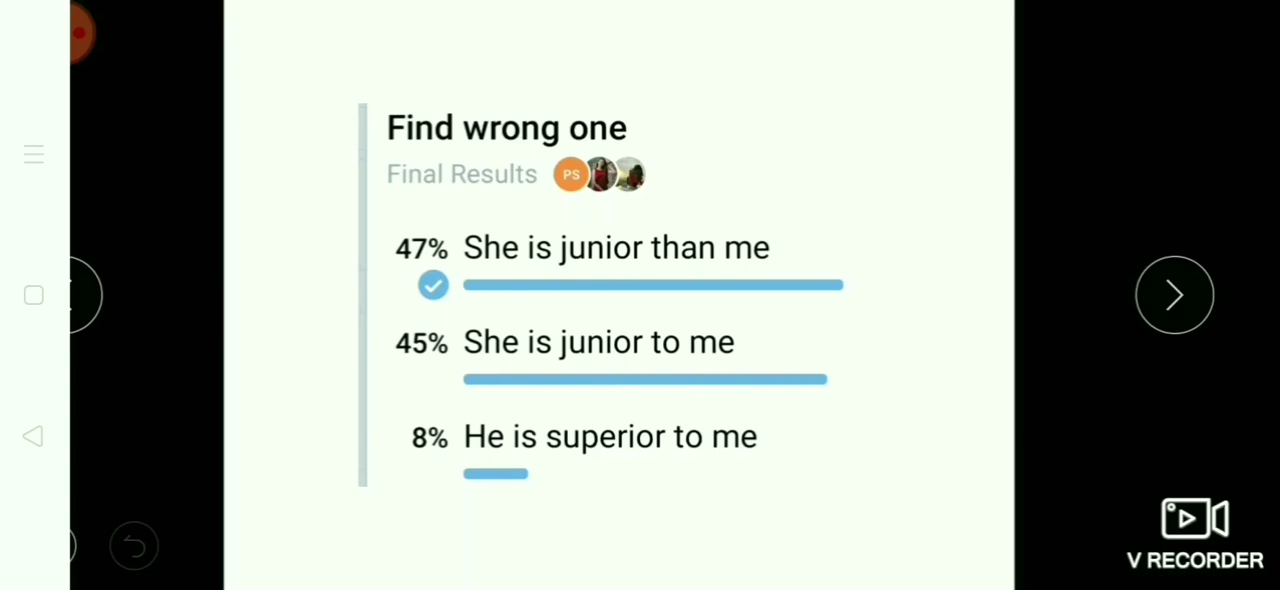 Find wrong one
Final Results PS
47% She is junior than me
45% She is junior to me
8% He is superior to me
V RECORDER